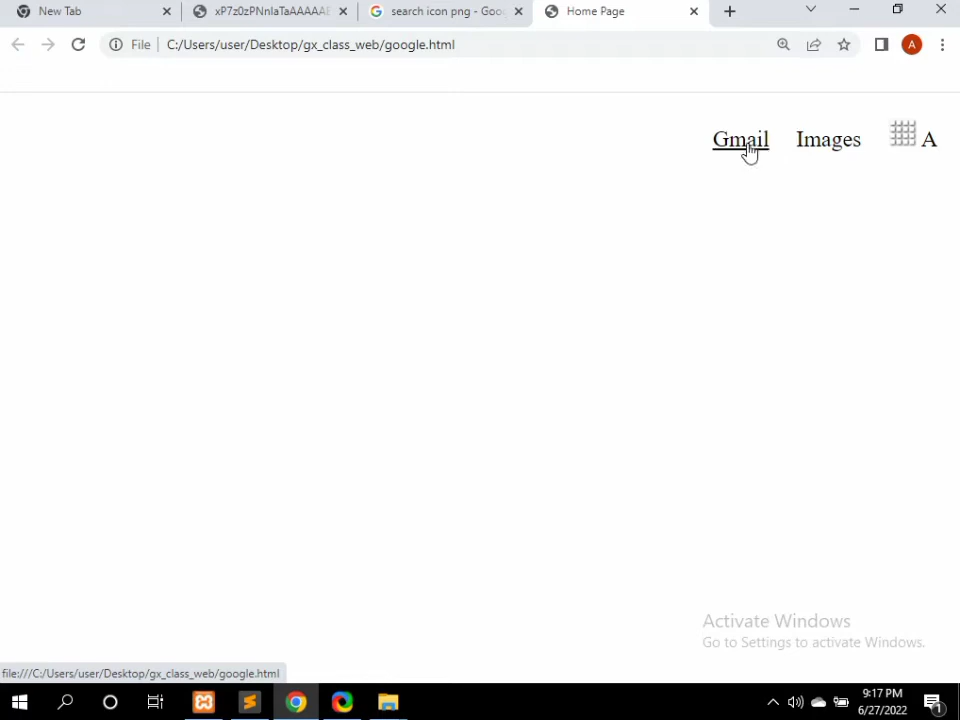 New Tab
xP7z0zPNnIaTaAAAAAE
search icon png - Goo
Home Page
File
C:/Users/user/Desktop/gx_class_web/google.html
A
Gmail
Images
A
Activate Windows
Go to Settings to activate Windows.
file:///C:/Users/user/Desktop/gx_class_web/google.html
9:17 PM
6/27/2022
1